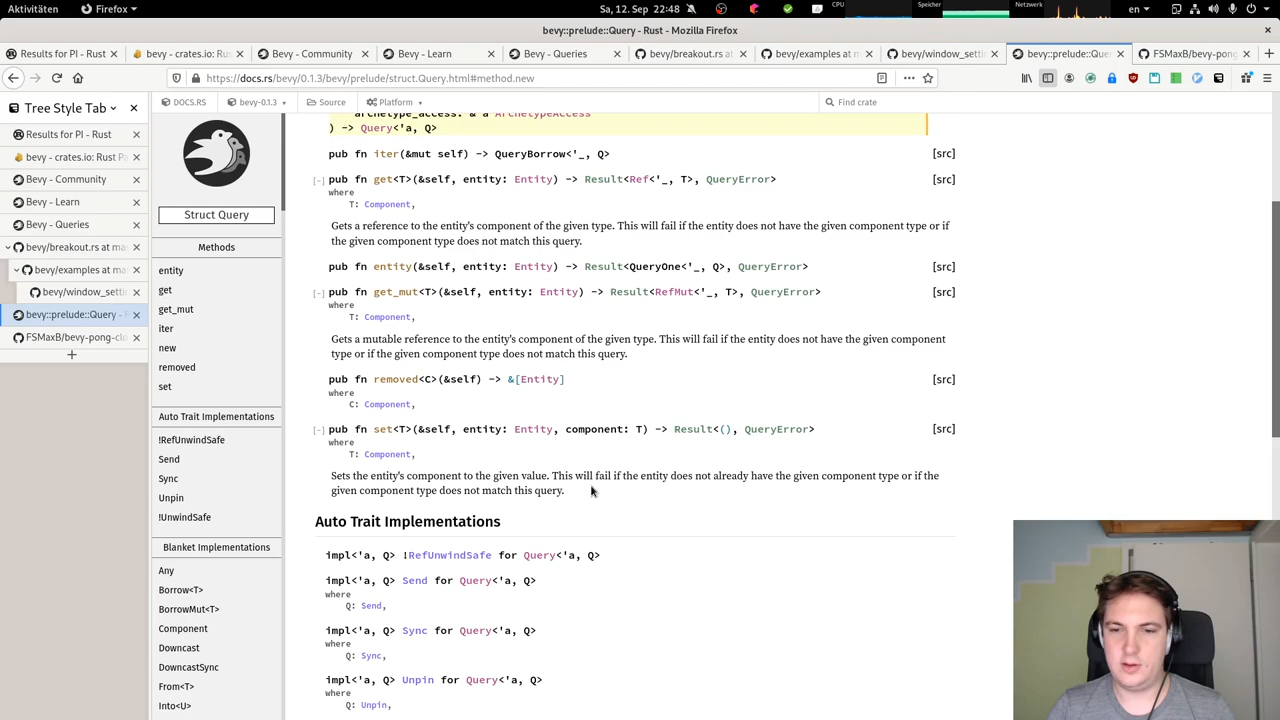 Aktivitäten
Firefox
Sa, 12. Sep 22:48
CPU
Speicher
Netzwerk
en
bevy::prelude::Query - Rust - Mozilla Firefox
Results for PI - Rust
bevy - crates.io: Rus
Bevy - Community
Bevy - Learn
Bevy - Queries
bevy/breakout.rs at
bevy/examples at m
bevy/window_setti
bevy::prelude::Que
FSMaxB/bevy-pong
https://docs.rs/bevy/0.1.3/bevy/prelude/struct.Query.html#method.new
Tree Style Tab
DOCS.RS
bevy-0.1.3
Source
Platform
Find crate
Results for PI - Rust
bevy - crates.io: Rust Pa
Bevy - Community
Bevy - Learn
Bevy - Queries
bevy/breakout.rs at ma
bevy/examples at ma
bevy/window_settin
bevy::prelude::Query - R
FSMaxB/bevy-pong-clo
Struct Query
Methods
entity
get
get_mut
iter
new
removed
set
Auto Trait Implementations
!RefUnwindSafe
Send
Sync
Unpin
!UnwindSafe
Blanket Implementations
Any
Borrow<T>
BorrowMut<T>
Component
Downcast
DowncastSync
From<T>
Into<U>
archetype_access: &'a ArchetypeAccess
) -> Query<'a, Q>
pub fn iter(&mut self) -> QueryBorrow<'_, Q> [src]
[-] pub fn get<T>(&self, entity: Entity) -> Result<Ref<'_, T>, QueryError> [src]
where
T: Component,
Gets a reference to the entity's component of the given type. This will fail if the entity does not have the given component type or if
the given component type does not match this query.
pub fn entity(&self, entity: Entity) -> Result<QueryOne<'_, Q>, QueryError> [src]
[-] pub fn get_mut<T>(&self, entity: Entity) -> Result<RefMut<'_, T>, QueryError> [src]
where
T: Component,
Gets a mutable reference to the entity's component of the given type. This will fail if the entity does not have the given component
type or if the given component type does not match this query.
pub fn removed<C>(&self) -> &[Entity] [src]
where
C: Component,
[-] pub fn set<T>(&self, entity: Entity, component: T) -> Result<(), QueryError> [src]
where
T: Component,
Sets the entity's component to the given value. This will fail if the entity does not already have the given component type or if the
given component type does not match this query.
Auto Trait Implementations
impl<'a, Q> !RefUnwindSafe for Query<'a, Q>
impl<'a, Q> Send for Query<'a, Q>
where
Q: Send,
impl<'a, Q> Sync for Query<'a, Q>
where
Q: Sync,
impl<'a, Q> Unpin for Query<'a, Q>
where
Q: Unpin,